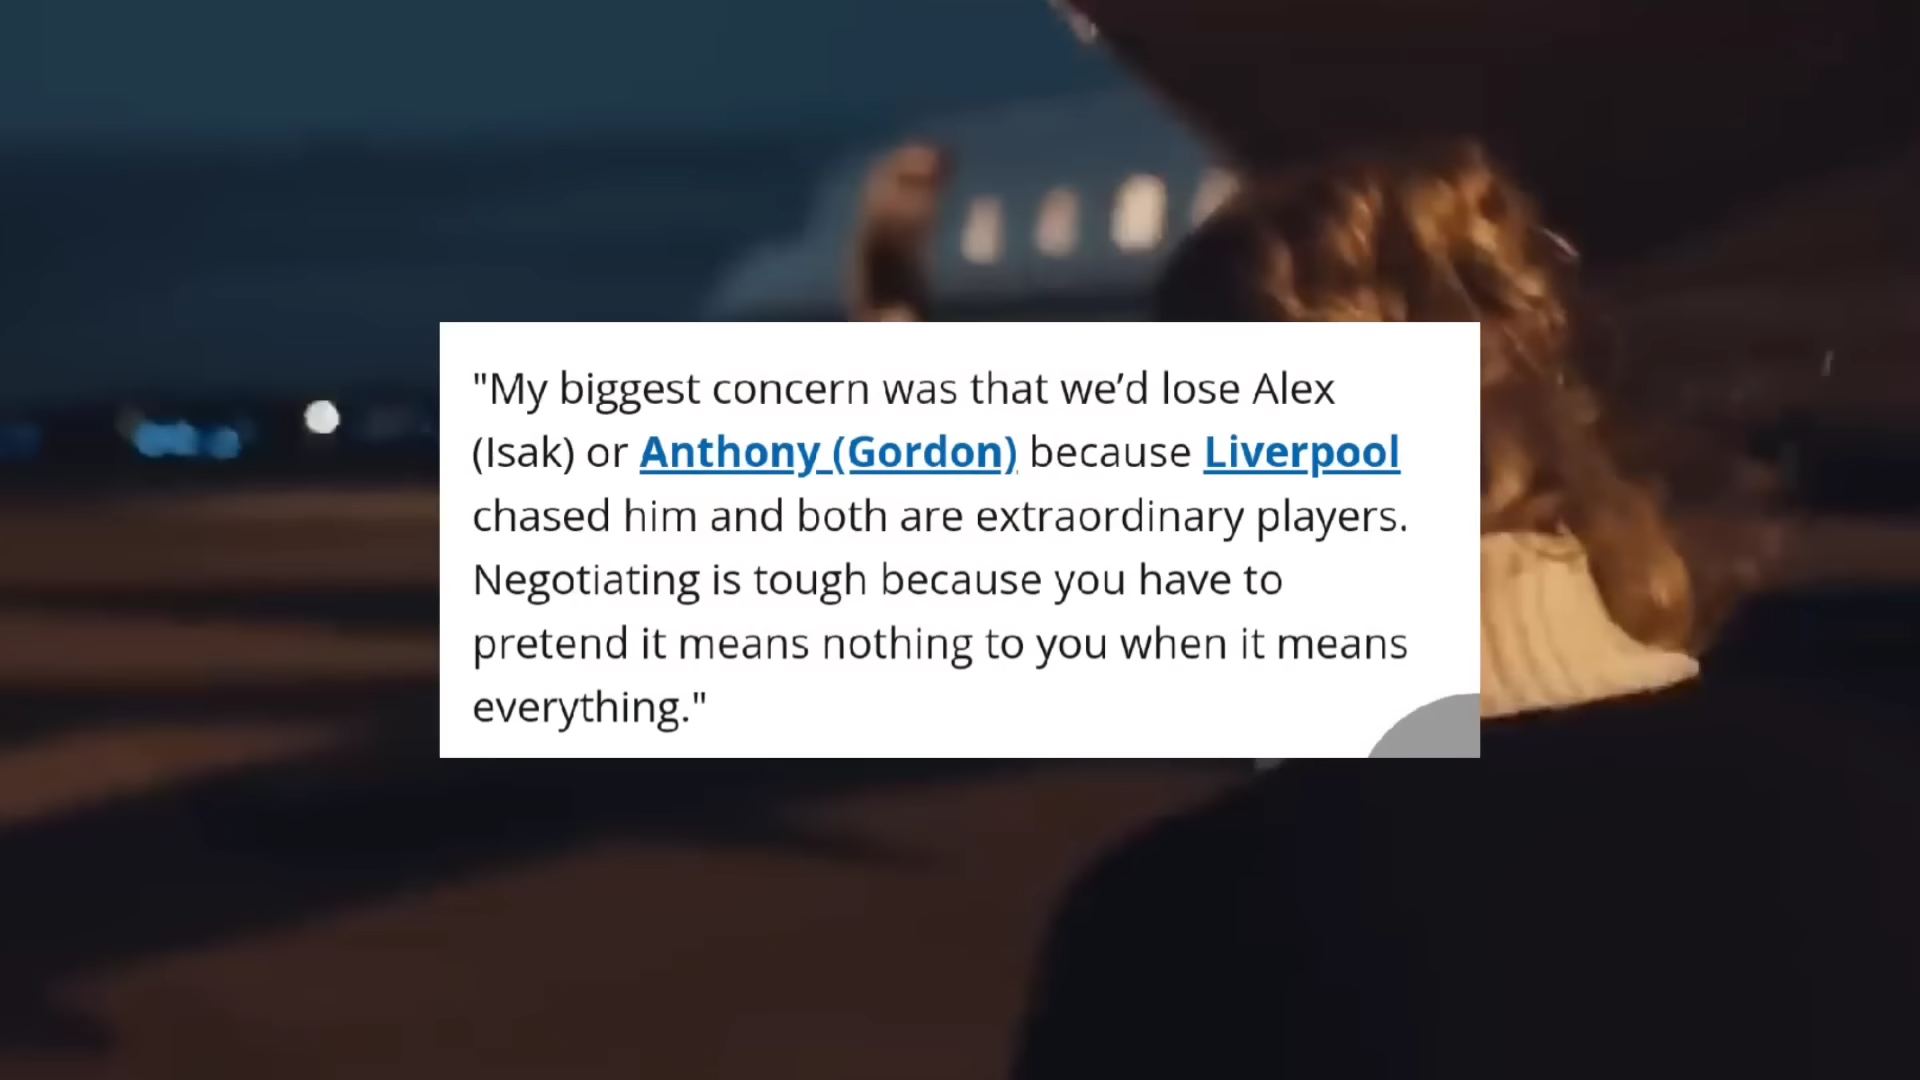 "My biggest concern was that we’d lose Alex
(Isak) or Anthony (Gordon) because Liverpool
chased him and both are extraordinary players.
Negotiating is tough because you have to
pretend it means nothing to you when it means
everything."